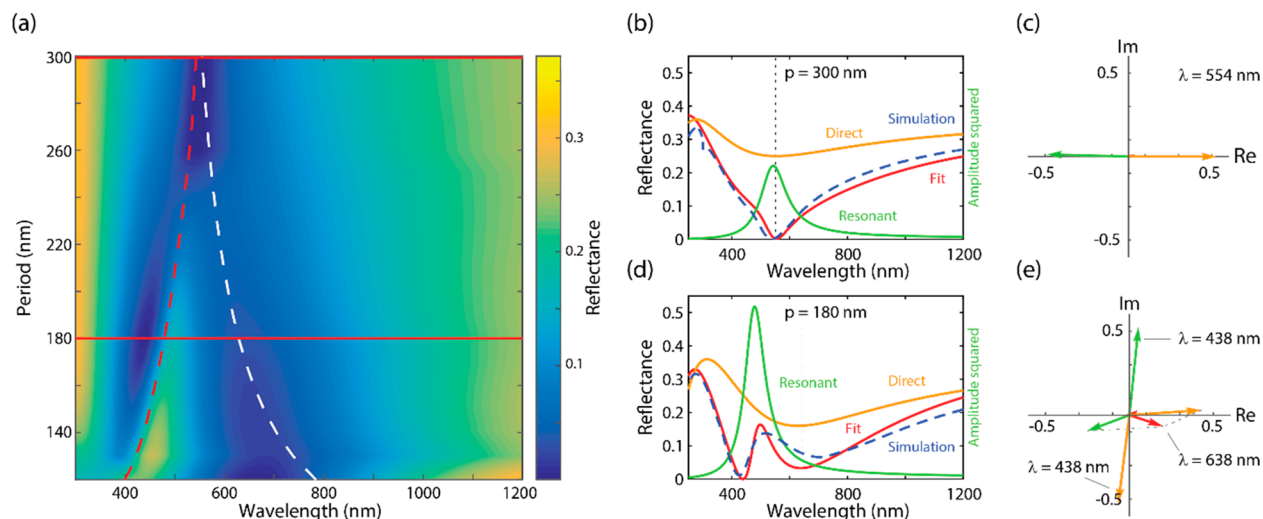 (a)
300
260
220
180
140
Period (nm)
400
600
800
1000
1200
Wavelength (nm)
0.3
0.2
0.1
Reflectance
(b)
p = 300 nm
0.5
0.4
0.3
0.2
0.1
0
Reflectance
Direct
Simulation
Fit
Resonant
Amplitude squared
400
800
1200
Wavelength (nm)
(c)
Im
0.5
λ = 554 nm
-0.5
0.5
Re
-0.5
(d)
p = 180 nm
0.5
0.4
0.3
0.2
0.1
0
Reflectance
Resonant
Direct
Fit
Simulation
Amplitude squared
400
800
1200
Wavelength (nm)
(e)
Im
0.5
λ = 438 nm
-0.5
0.5
Re
λ = 438 nm
λ = 638 nm
-0.5